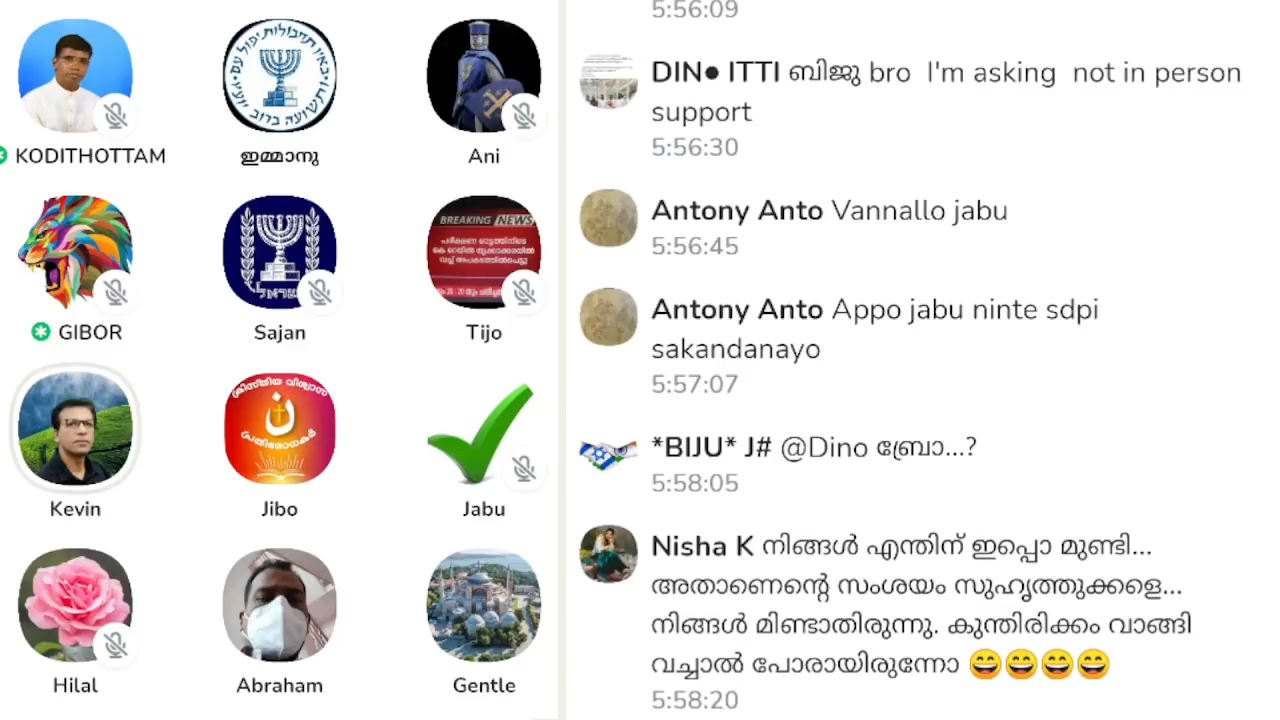 KODITHOTTAM
ഇമ്മാനു
Ani
GIBOR
Sajan
BREAKING NEWS
Tijo
Kevin
ക്രിസ്തീയ വിശ്വാസ
ن
പ്രതിരോധകർ
Jibo
Jabu
Hilal
Abraham
Gentle
5:56:09
DIN● ITTI ബിജു bro I'm asking not in person
support
5:56:30
Antony Anto Vannallo jabu
5:56:45
Antony Anto Appo jabu ninte sdpi
sakandanayo
5:57:07
*BIJU* J# @Dino ബ്രോ...?
5:58:05
Nisha K നിങ്ങൾ എന്തിന് ഇപ്പൊ മുണ്ടി...
അതാണെന്റെ സംശയം സുഹൃത്തുക്കളെ...
നിങ്ങൾ മിണ്ടാതിരുന്നു. കുന്തിരിക്കം വാങ്ങി
വച്ചാൽ പോരായിരുന്നോ 😄😄😄😄
5:58:20